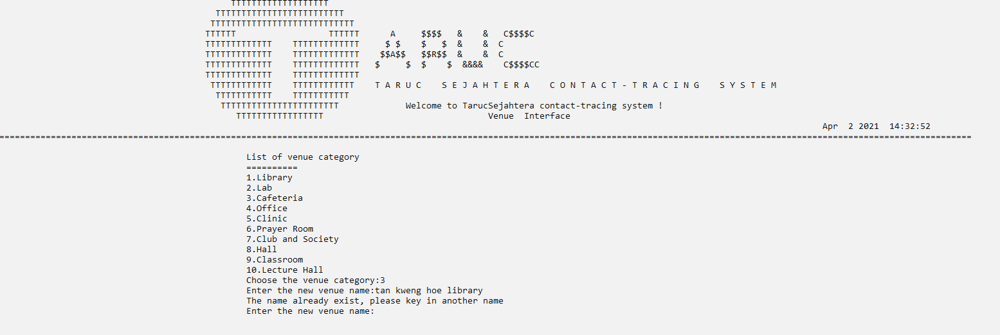 TTTTTTTTTTTTTTTTTTT
TTTTTTTTTTTTTTTTTTTTTTTTT
TTTTTTTTTTTTTTTTTTTTTTTTTTTT
TTTTTT                  TTTTTT      A     $$$$   &    &   C$$$$C
TTTTTTTTTTTTT    TTTTTTTTTTTTT     $ $    $   $  &    &  C
TTTTTTTTTTTTT    TTTTTTTTTTTTT    $$A$$   $$R$$  &    &  C
TTTTTTTTTTTTT    TTTTTTTTTTTTT   $     $  $    $  &&&&    C$$$$CC
TTTTTTTTTTTTT    TTTTTTTTTTTTT
TTTTTTTTTTTT    TTTTTTTTTTTT    T A R U C    S E J A H T E R A    C O N T A C T - T R A C I N G    S Y S T E M
TTTTTTTTTTT    TTTTTTTTTTT
TTTTTTTTTTTTTTTTTTTTTTT             Welcome to TarucSejahtera contact-tracing system !
TTTTTTTTTTTTTTTTT                                Venue  Interface
Apr  2 2021  14:32:52
=============================================================================================================================================================================================
List of venue category
==========
1.Library
2.Lab
3.Cafeteria
4.Office
5.Clinic
6.Prayer Room
7.Club and Society
8.Hall
9.Classroom
10.Lecture Hall
Choose the venue category:3
Enter the new venue name:tan kweng hoe library
The name already exist, please key in another name
Enter the new venue name: